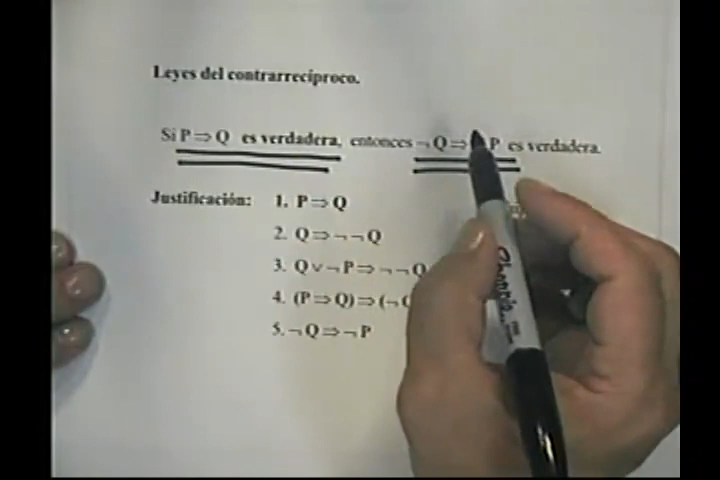 Leyes del contrarrecíproco.
Si P ⇒ Q es verdadera, entonces ¬ Q ⇒ P es verdadera.
Justificación: 1. P ⇒ Q
2. Q ⇒ ¬ ¬ Q
3. Q ∨ ¬ P ⇒ ¬ ¬ Q
4. (P ⇒ Q) ⇒ (¬
5. ¬ Q ⇒ ¬ P
Sharpie